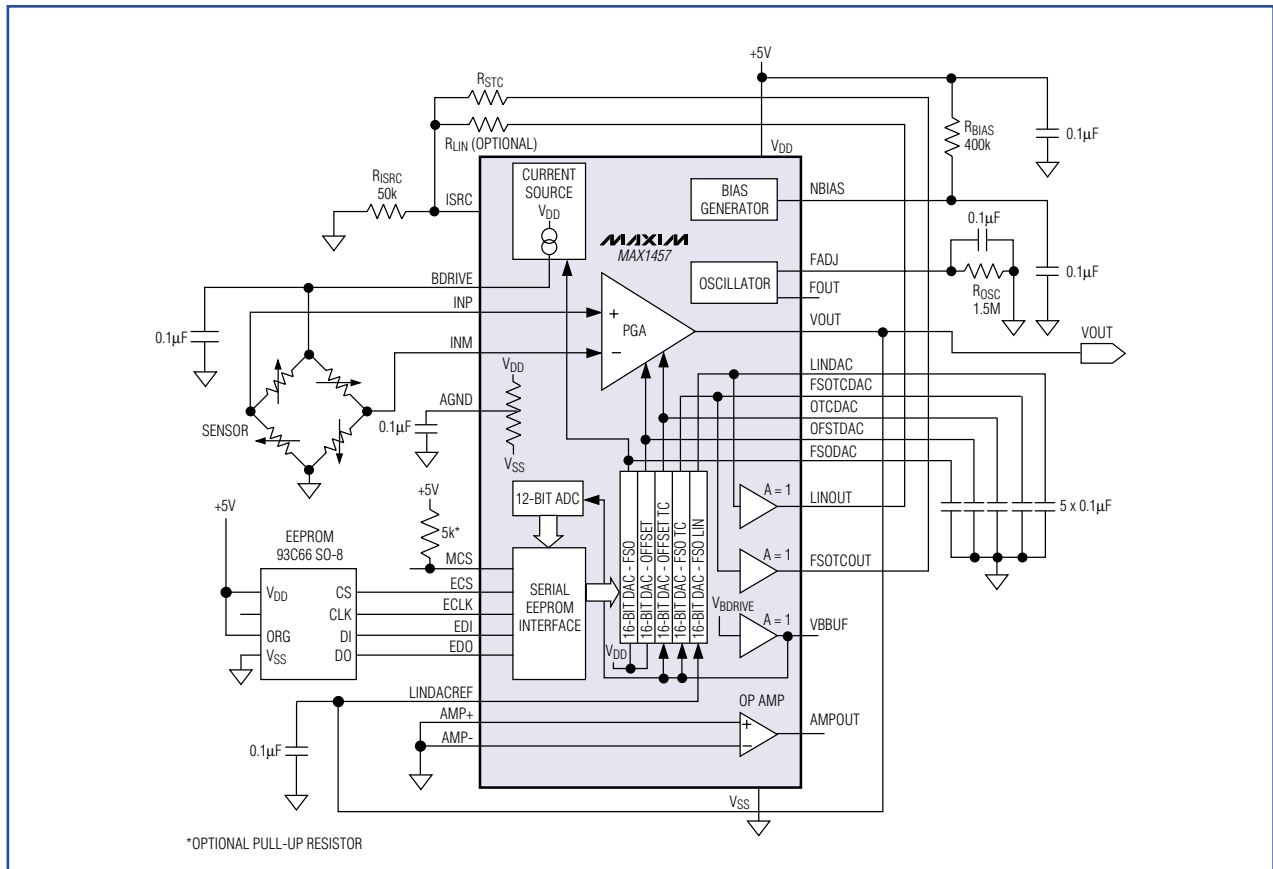 +5V
RSTC
RLIN (OPTIONAL)
RBIAS
400k
0.1µF
VDD
RISRC
50k
ISRC
CURRENT
SOURCE
VDD
BIAS
GENERATOR
NBIAS
MAXIM
MAX1457
0.1µF
FADJ
OSCILLATOR
FOUT
ROSC
1.5M
0.1µF
BDRIVE
INP
+
PGA
VOUT
VOUT
0.1µF
INM
−
LINDAC
VDD
FSOTCDAC
AGND
OTCDAC
0.1µF
OFSTDAC
SENSOR
VSS
FSODAC
+5V
12-BIT ADC
A = 1
LINOUT
5 x 0.1µF
+5V
5k*
EEPROM
93C66 SO-8
MCS
16-BIT DAC - FSO
16-BIT DAC - OFFSET
16-BIT DAC - OFFSET TC
16-BIT DAC - FSO TC
16-BIT DAC - FSO LIN
A = 1
FSOTCOUT
VDD
CS
ECS
SERIAL
EEPROM
INTERFACE
CLK
ECLK
VBDRIVE
A = 1
ORG
DI
EDI
VBBUF
VSS
DO
EDO
VDD
LINDACREF
OP AMP
AMP+
+
AMPOUT
AMP-
−
0.1µF
VSS
*OPTIONAL PULL-UP RESISTOR